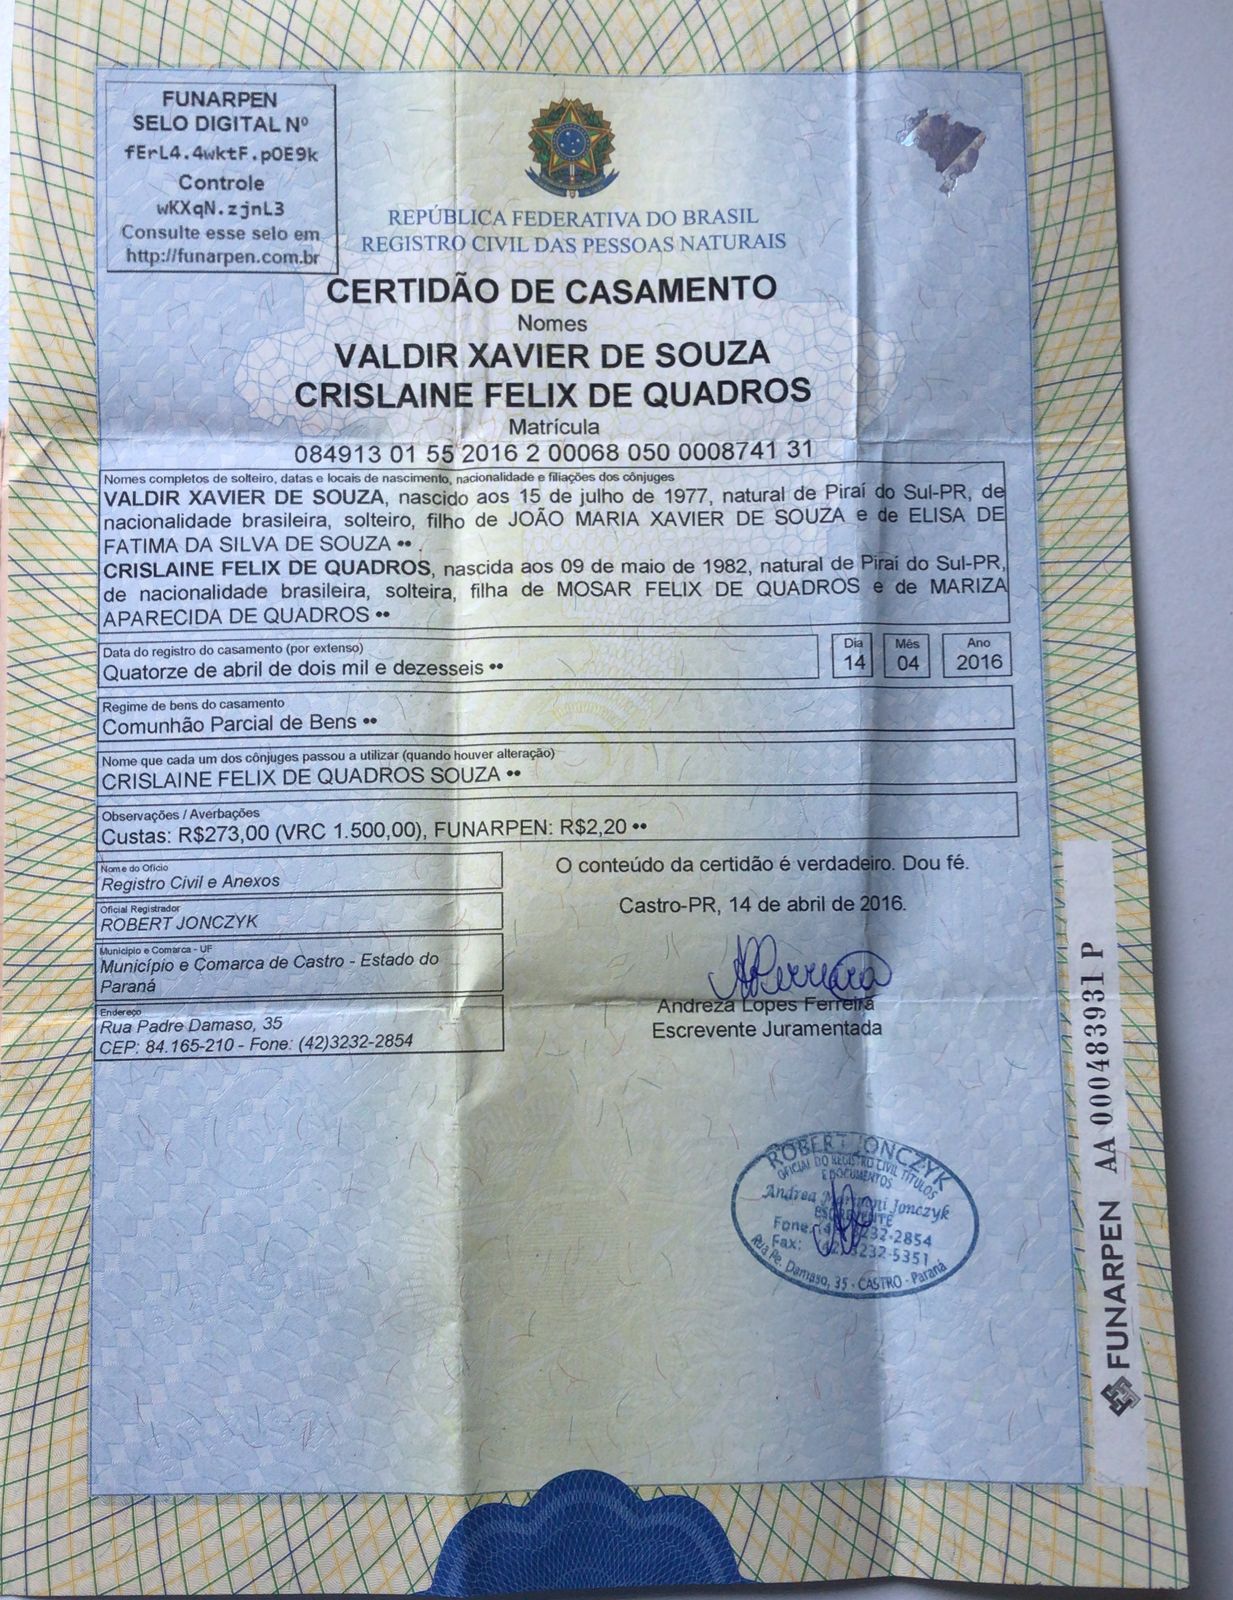 FUNARPEN
SELO DIGITAL Nº
fErL4.4wktF.pOE9k
Controle
wKXqN.zjnL3
Consulte esse selo em
http://funarpen.com.br
REPÚBLICA FEDERATIVA DO BRASIL
REGISTRO CIVIL DAS PESSOAS NATURAIS
CERTIDÃO DE CASAMENTO
Nomes
VALDIR XAVIER DE SOUZA
CRISLAINE FELIX DE QUADROS
Matrícula
084913 01 55 2016 2 00068 050 0008741 31
Nomes completos de solteiro, datas e locais de nascimento, nacionalidade e filiações dos cônjuges
VALDIR XAVIER DE SOUZA, nascido aos 15 de julho de 1977, natural de Piraí do Sul-PR, de
nacionalidade brasileira, solteiro, filho de JOÃO MARIA XAVIER DE SOUZA e de ELISA DE
FATIMA DA SILVA DE SOUZA ••
CRISLAINE FELIX DE QUADROS, nascida aos 09 de maio de 1982, natural de Piraí do Sul-PR,
de nacionalidade brasileira, solteira, filha de MOSAR FELIX DE QUADROS e de MARIZA
APARECIDA DE QUADROS ••
Data do registro do casamento (por extenso)
Quatorze de abril de dois mil e dezesseis ••
Dia
14
Mês
04
Ano
2016
Regime de bens do casamento
Comunhão Parcial de Bens ••
Nome que cada um dos cônjuges passou a utilizar (quando houver alteração)
CRISLAINE FELIX DE QUADROS SOUZA ••
Observações / Averbações
Custas: R$273,00 (VRC 1.500,00), FUNARPEN: R$2,20 ••
Nome do Ofício
Registro Civil e Anexos
Oficial Registrador
ROBERT JONCZYK
Município e Comarca - UF
Município e Comarca de Castro - Estado do
Paraná
Endereço
Rua Padre Damaso, 35
CEP: 84.165-210 - Fone: (42)3232-2854
O conteúdo da certidão é verdadeiro. Dou fé.
Castro-PR, 14 de abril de 2016.
Andreza Lopes Ferreira
Escrevente Juramentada
ROBERT JONCZYK
OFICIAL DO REGISTRO CIVIL TÍTULOS
E DOCUMENTOS
Andrea Jonczyk
ESCREVENTE
Fone: 3232-2854
Fax: 3232-5351
Rua Pe. Damaso, 35 - CASTRO - Paraná
FUNARPEN AA 000483931 P